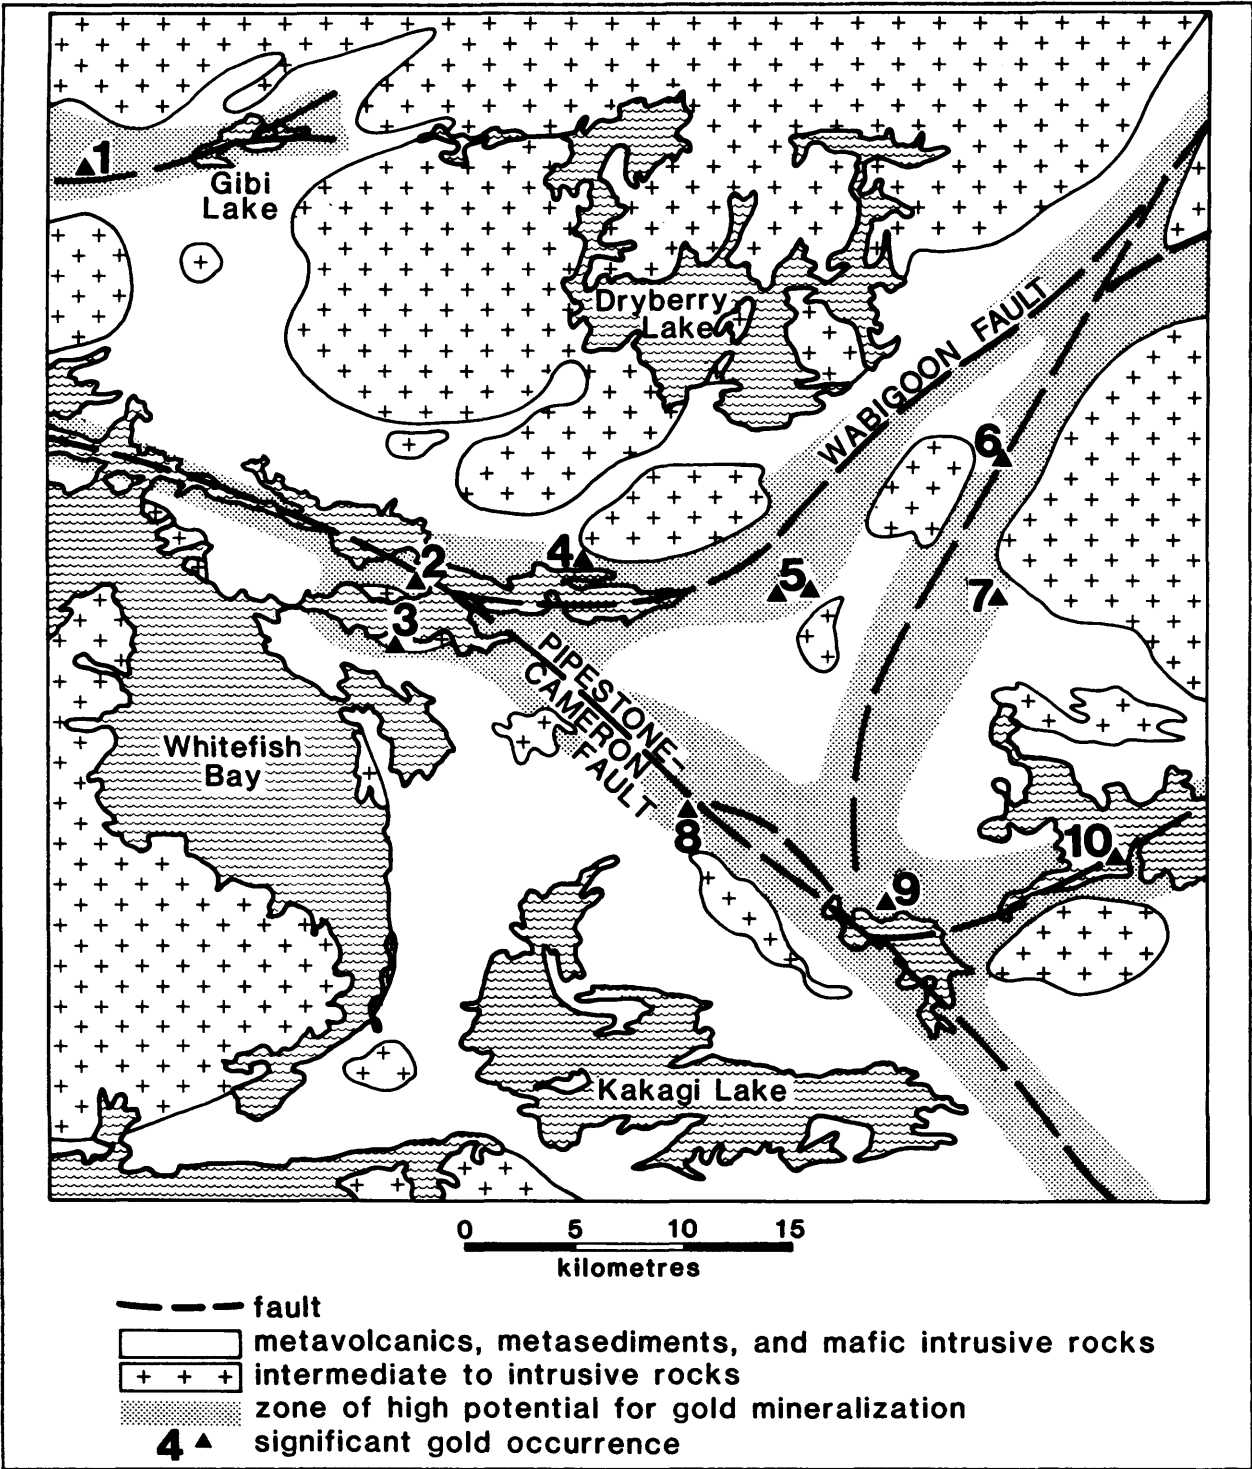 1
Gibi
Lake
Dryberry
Lake
WABIGOON FAULT
6
2
4
5
7
3
PIPESTONE-
CAMERON
FAULT
Whitefish
Bay
8
10
9
Kakagi Lake
0 5 10 15
kilometres
fault
metavolcanics, metasediments, and mafic intrusive rocks
intermediate to intrusive rocks
zone of high potential for gold mineralization
4 significant gold occurrence